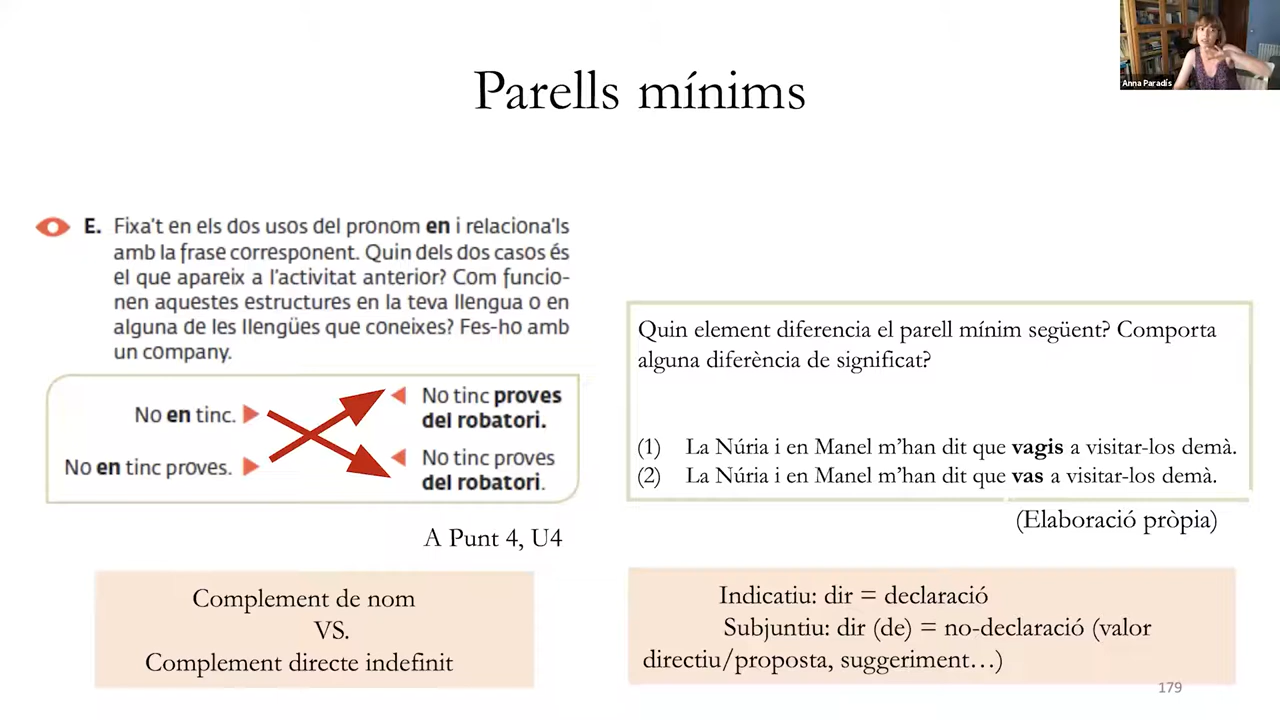 Anna Paradís
Parells mínims
E. Fixa't en els dos usos del pronom en i relaciona'ls
amb la frase corresponent. Quin dels dos casos és
el que apareix a l'activitat anterior? Com funcio-
nen aquestes estructures en la teva llengua o en
alguna de les llengües que coneixes? Fes-ho amb
un company.
No en tinc.
No en tinc proves.
No tinc proves
del robatori.
No tinc proves
del robatori.
A Punt 4, U4
Complement de nom
VS.
Complement directe indefinit
Quin element diferencia el parell mínim següent? Comporta
alguna diferència de significat?
(1) La Núria i en Manel m'han dit que vagis a visitar-los demà.
(2) La Núria i en Manel m'han dit que vas a visitar-los demà.
(Elaboració pròpia)
Indicatiu: dir = declaració
Subjuntiu: dir (de) = no-declaració (valor
directiu/proposta, suggeriment…)
179